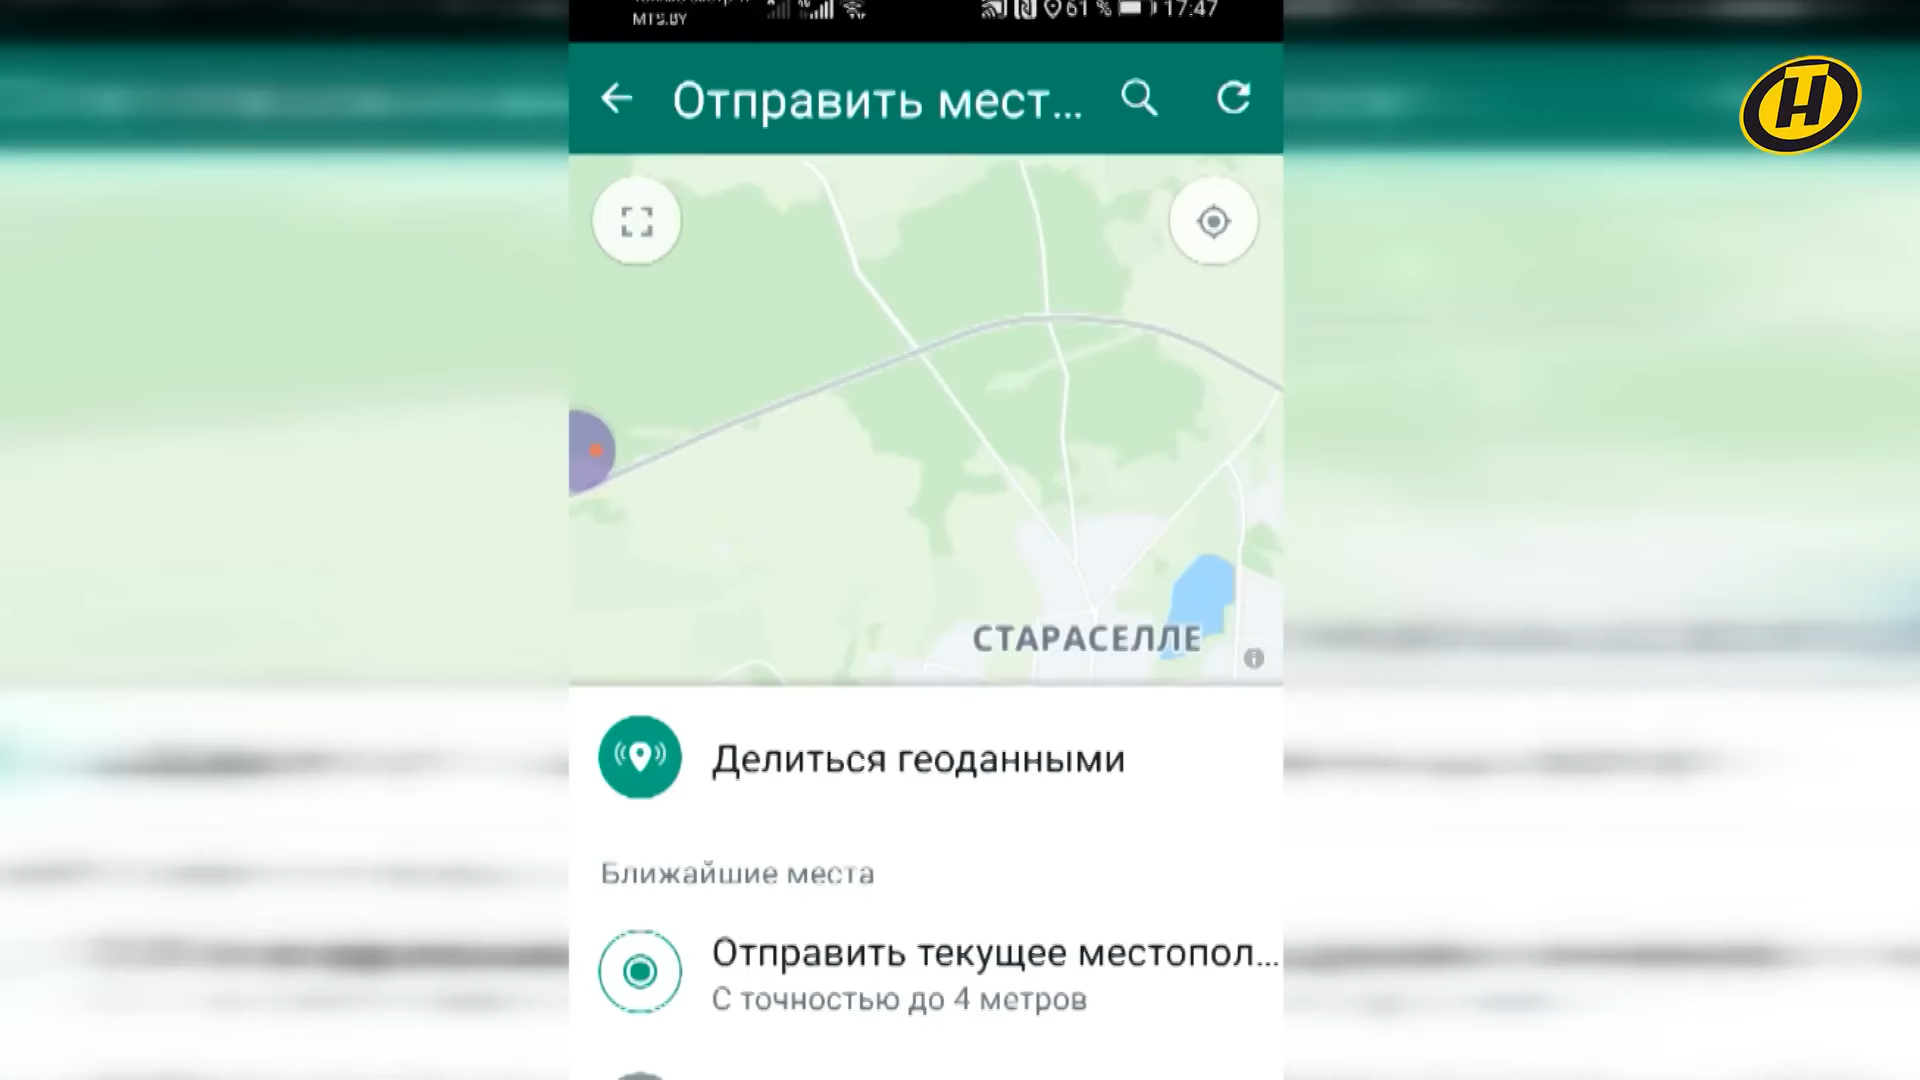 MTS.BY
61 %
17:47
Отправить мест...
СТАРАСЕЛЛЕ
Делиться геоданными
Ближайшие места
Отправить текущее местопол...
С точностью до 4 метров
Н